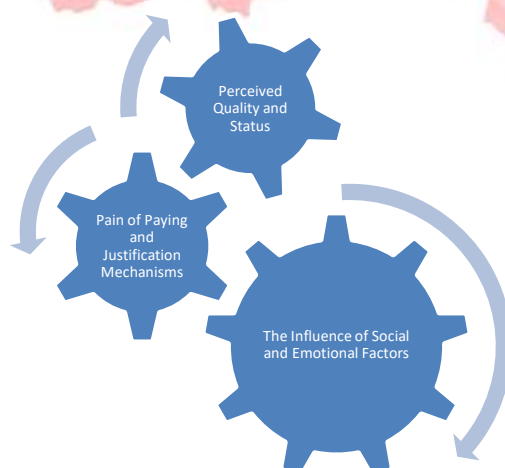 Perceived
Quality and
Status
Pain of Paying
and
Justification
Mechanisms
The Influence of Social
and Emotional Factors